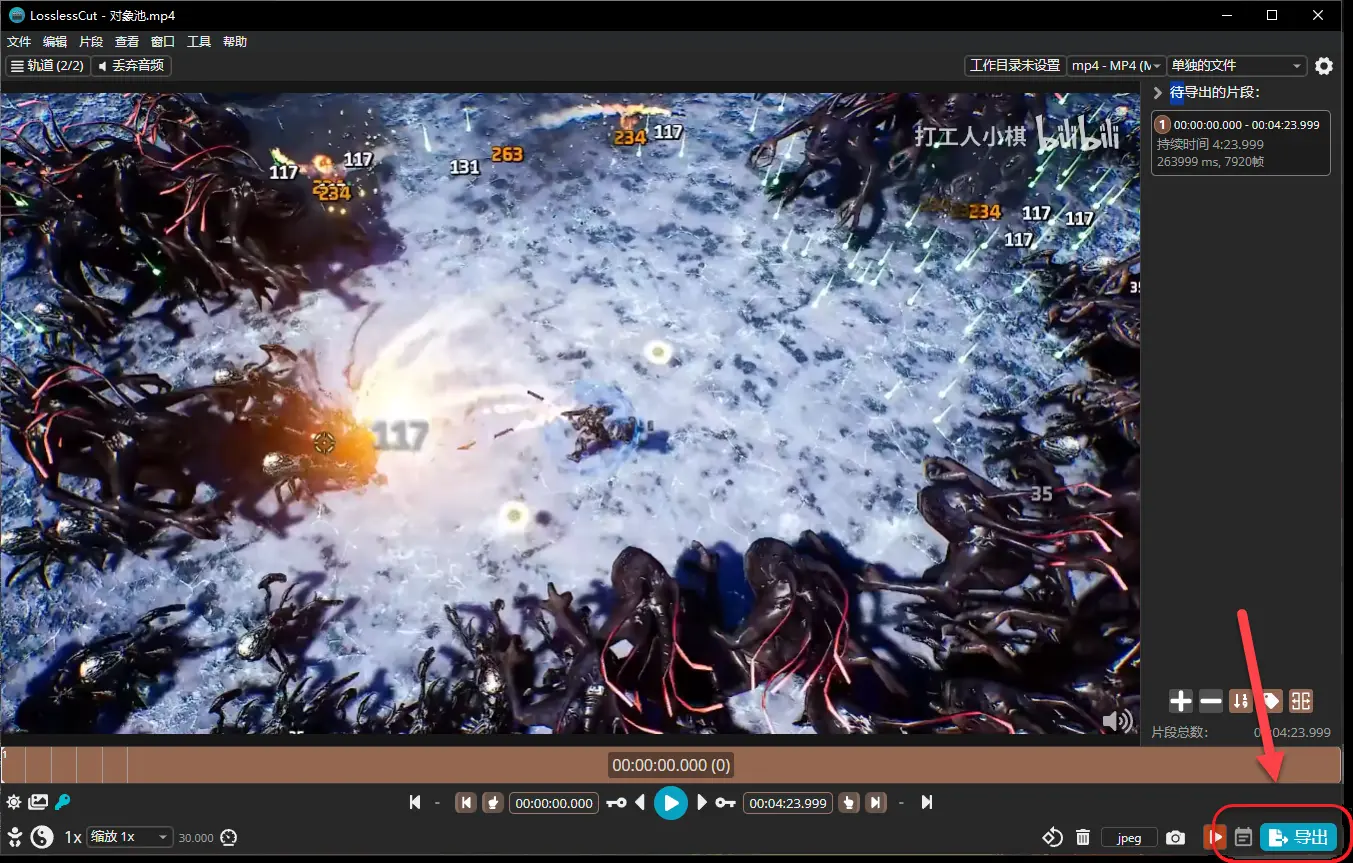 LosslessCut - 对象池.mp4
文件 编辑 片段 查看 窗口 工具 帮助
轨道 (2/2) 丢弃音频 工作目录未设置 mp4 - MP4 (M 单独的文件
待导出的片段:
1 00:00:00.000 - 00:04:23.999
持续时间 4:23.999
263999 ms, 7920帧
打工人小棋 bilibili
234 117
263
131
117
117
234
234
117
117
117
35
117
35
片段总数: 00:04:23.999
1
00:00:00.000 (0)
00:00:00.000 00:04:23.999
1x 缩放 1x 30.000 jpeg 导出